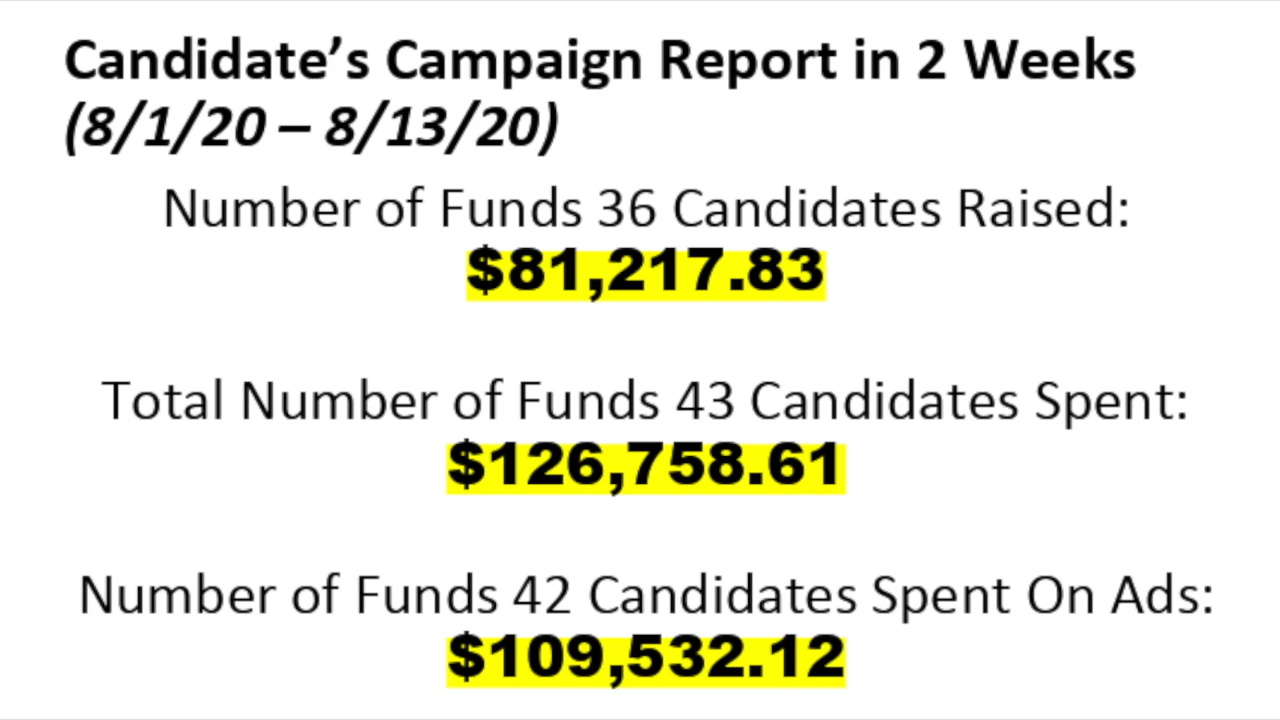 Candidate’s Campaign Report in 2 Weeks
(8/1/20 – 8/13/20)
Number of Funds 36 Candidates Raised:
$81,217.83
Total Number of Funds 43 Candidates Spent:
$126,758.61
Number of Funds 42 Candidates Spent On Ads:
$109,532.12